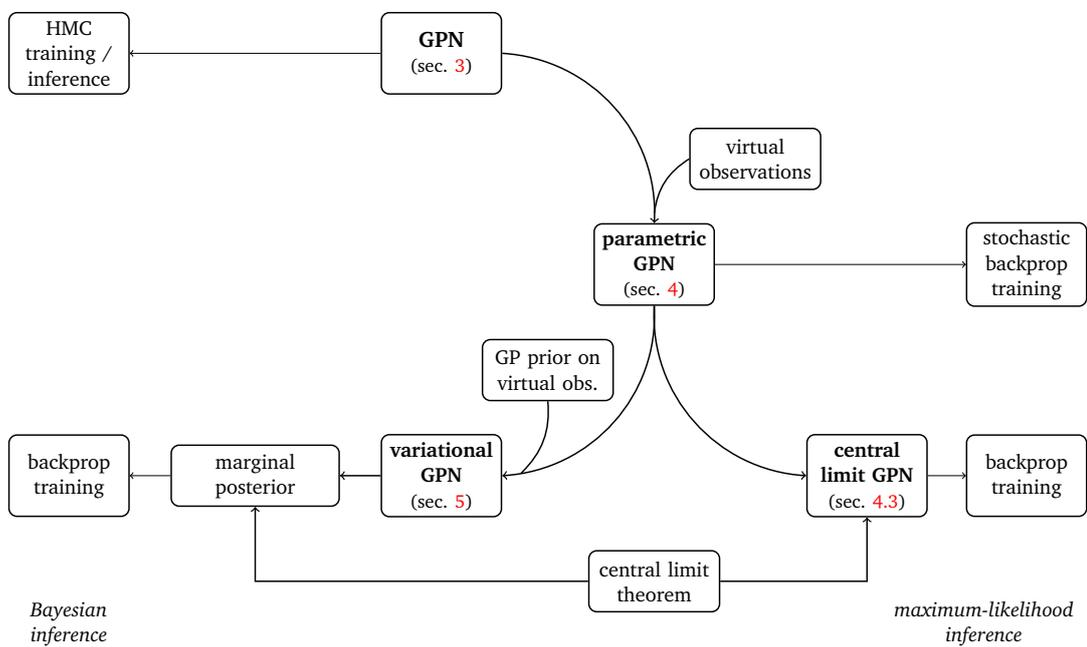 HMC
training /
inference
GPN
(sec. 3)
virtual
observations
parametric
GPN
(sec. 4)
stochastic
backprop
training
GP prior on
virtual obs.
backprop
training
marginal
posterior
variational
GPN
(sec. 5)
central
limit GPN
(sec. 4.3)
backprop
training
central limit
theorem
Bayesian
inference
maximum-likelihood
inference